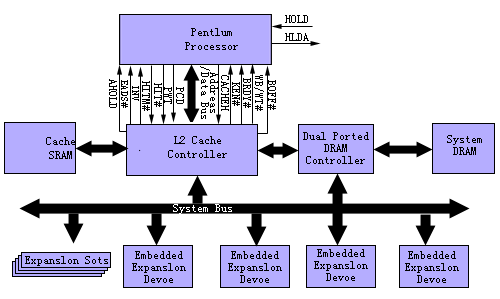 HOLD
Pentlum
Processor
HLDA
AHOLD
EADS#
INV
HITM#
HIT#
PWT
PCD
Addreas
/Data Bus
CACHEH
KEN#
BRDY#
WB/WT#
BOFF#
Cache
SRAM
L2 Cache
Controller
Dual Ported
DRAM
Controller
System
DRAM
System Bus
Expanslon Sots
Embedded
Expanslon
Devoe
Embedded
Expanslon
Devoe
Embedded
Expanslon
Devoe
Embedded
Expanslon
Devoe